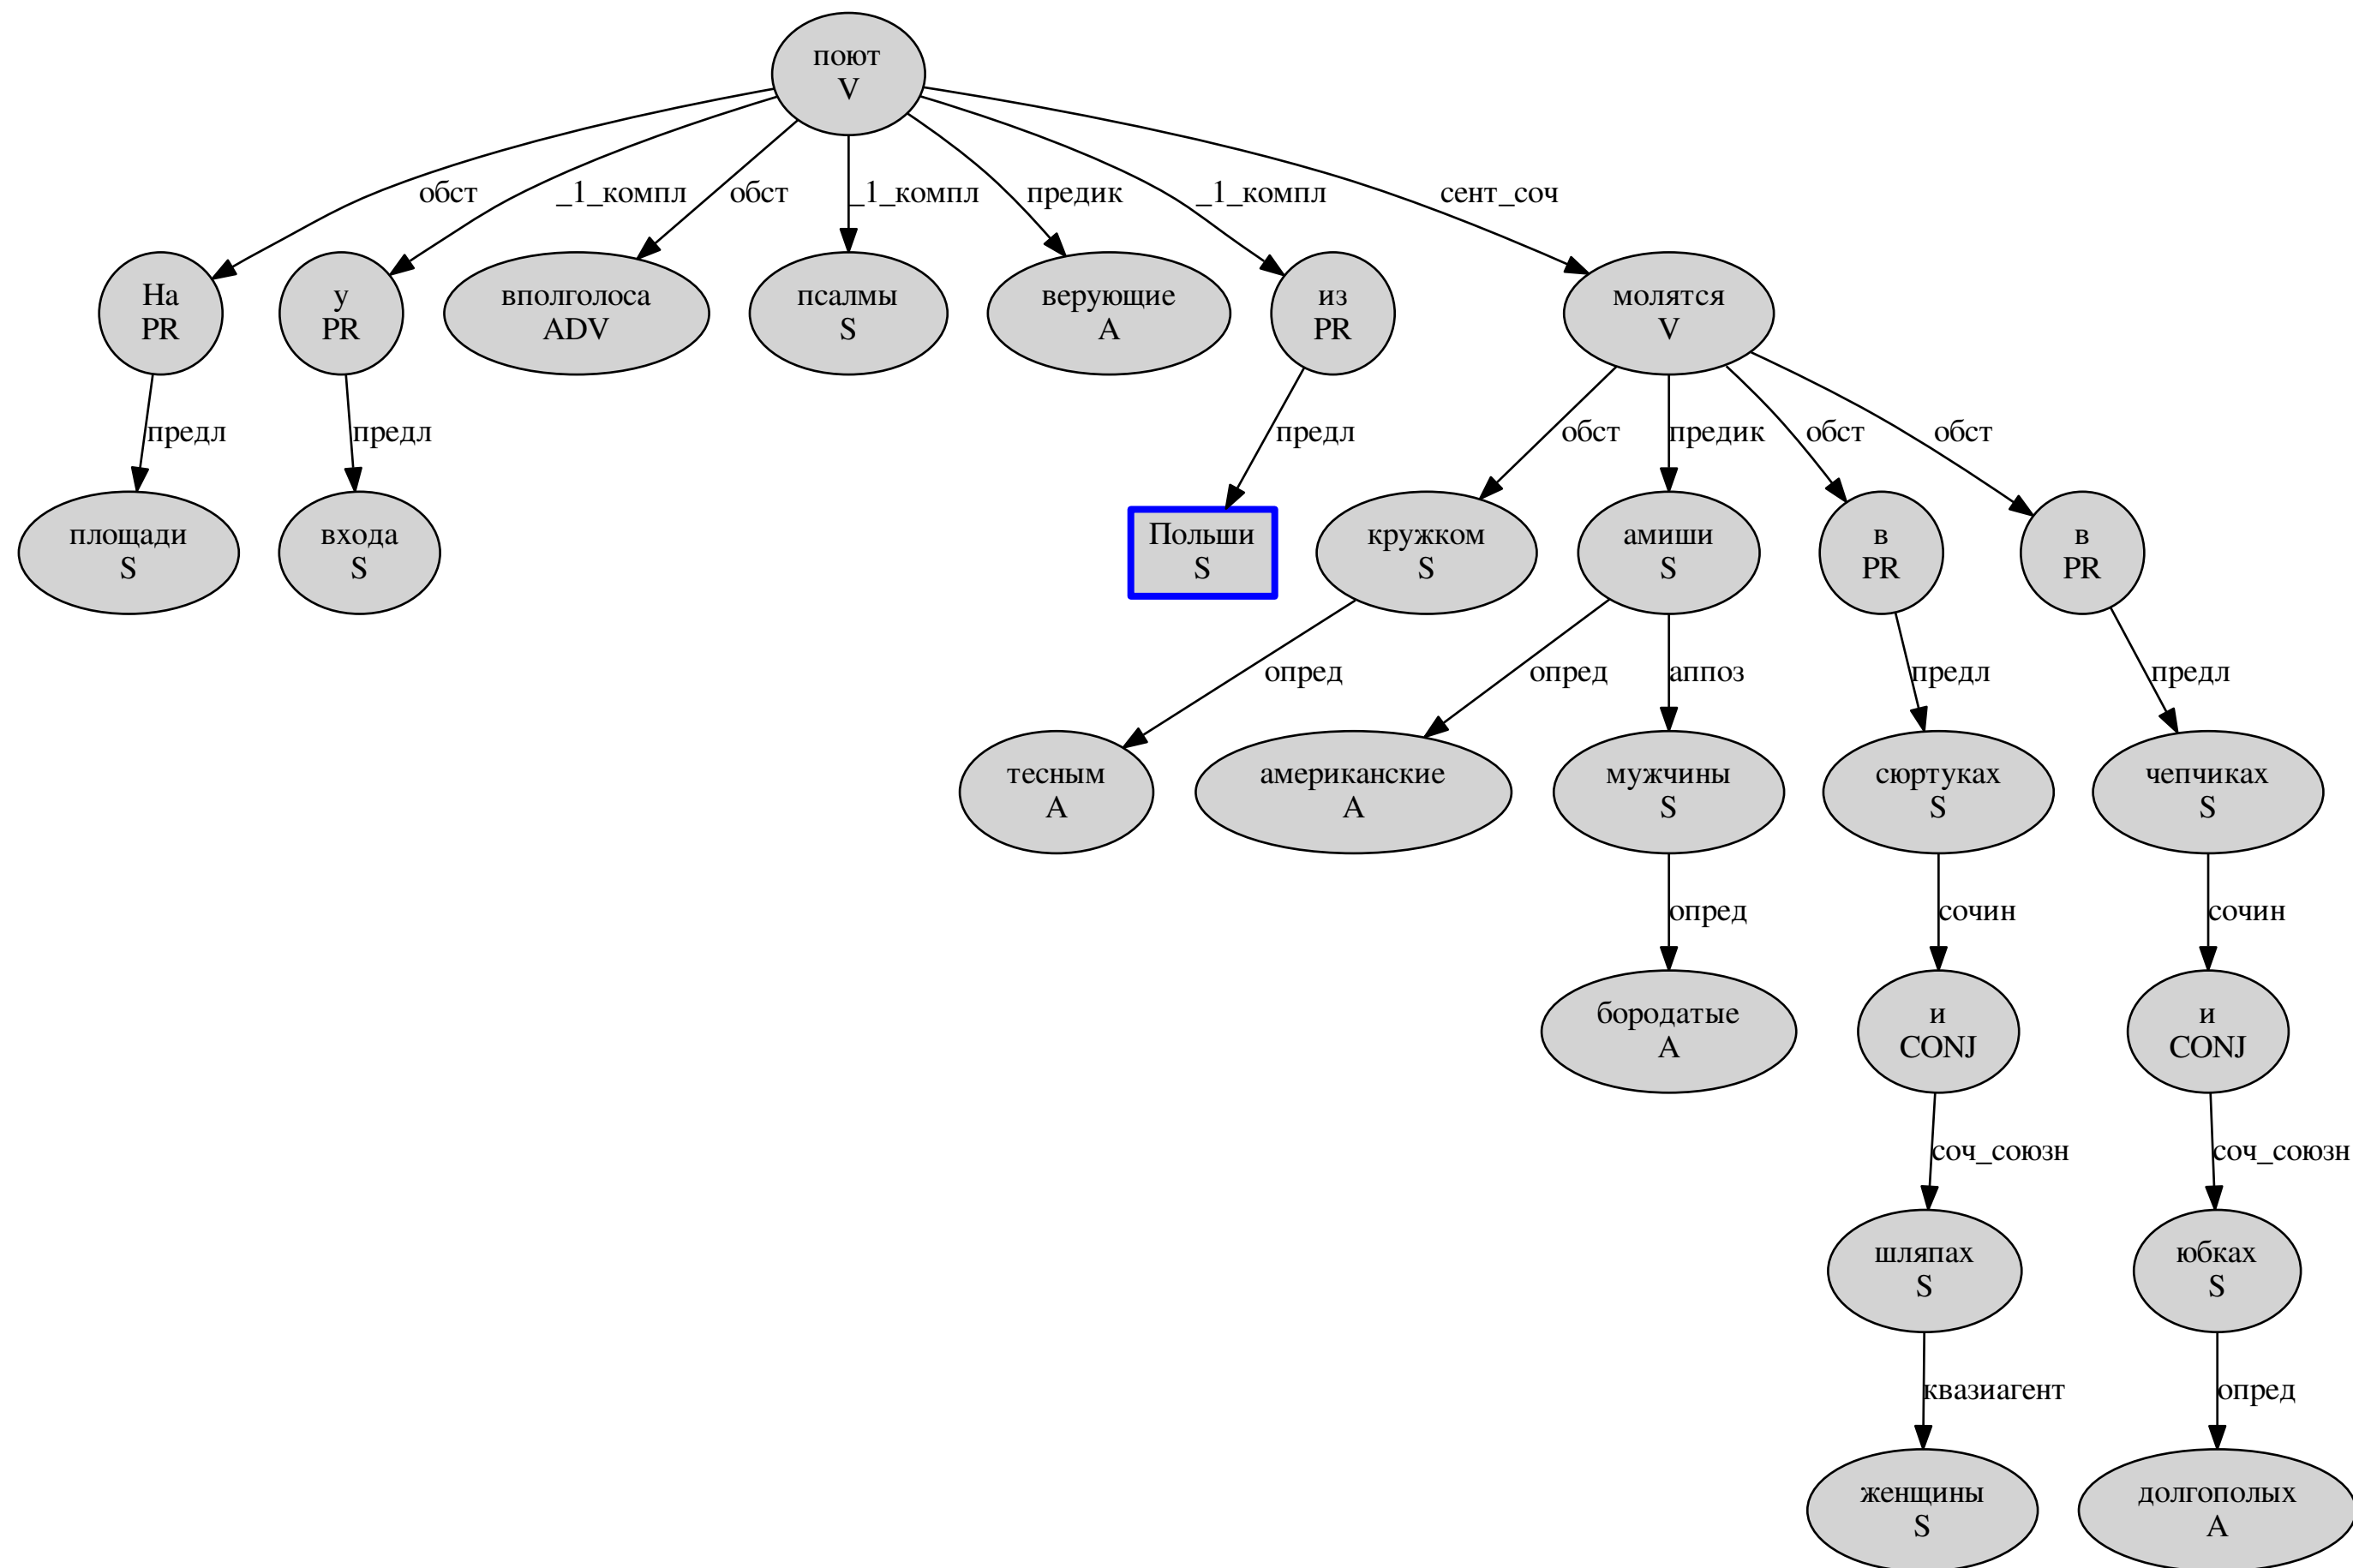 поют
V
обст
_1_компл
обст
_1_компл
предик
_1_компл
сент_соч
На
PR
у
PR
вполголоса
ADV
псалмы
S
верующие
A
из
PR
молятся
V
предл
предл
предл
обст
предик
обст
обст
площади
S
входа
S
Польши
S
кружком
S
амиши
S
в
PR
в
PR
опред
опред
аппоз
предл
предл
тесным
A
американские
A
мужчины
S
сюртуках
S
чепчиках
S
опред
сочин
сочин
бородатые
A
и
CONJ
и
CONJ
соч_союзн
соч_союзн
шляпах
S
юбках
S
квазиагент
опред
женщины
S
долгополых
A